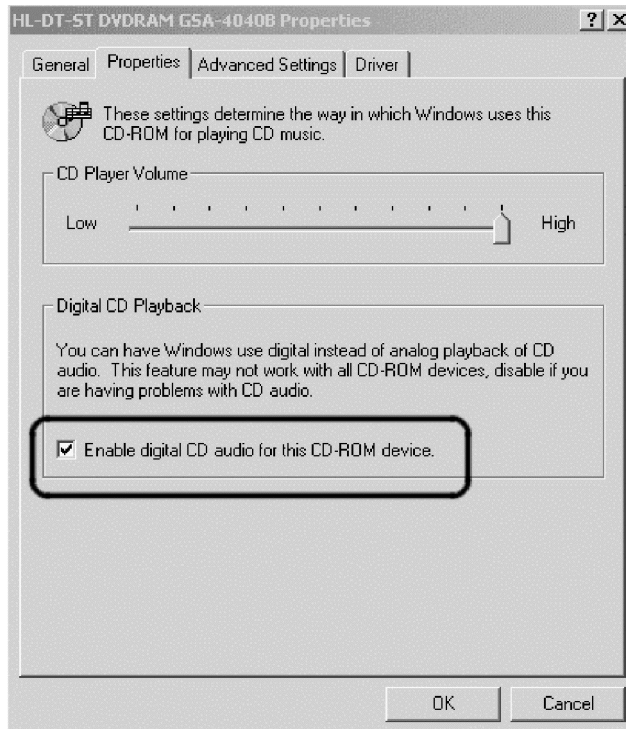 HL-DT-ST DVDRAM GSA-4040B Properties
General Properties Advanced Settings Driver
These settings determine the way in which Windows uses this
CD-ROM for playing CD music.
CD Player Volume
Low High
Digital CD Playback
You can have Windows use digital instead of analog playback of CD
audio. This feature may not work with all CD-ROM devices, disable if you
are having problems with CD audio.
Enable digital CD audio for this CD-ROM device.
OK Cancel